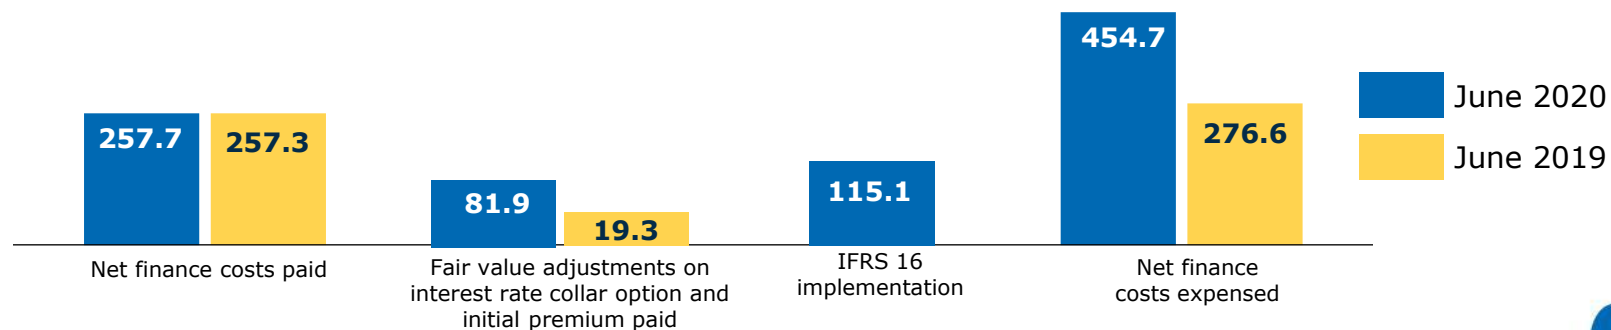 454.7
June 2020
257.7
257.3
276.6
June 2019
81.9
19.3
115.1
Net finance costs paid
Fair value adjustments on
interest rate collar option and
initial premium paid
IFRS 16
implementation
Net finance
costs expensed